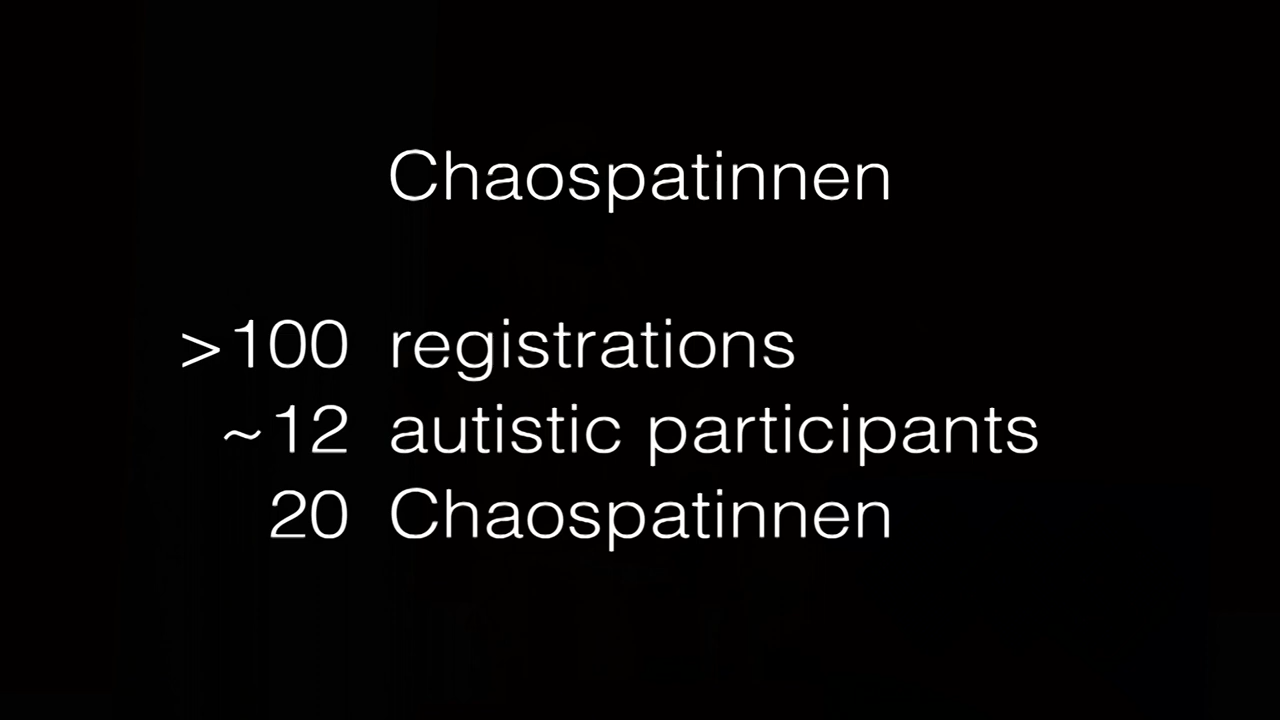 Chaospatinnen
>100 registrations
~12 autistic participants
20 Chaospatinnen